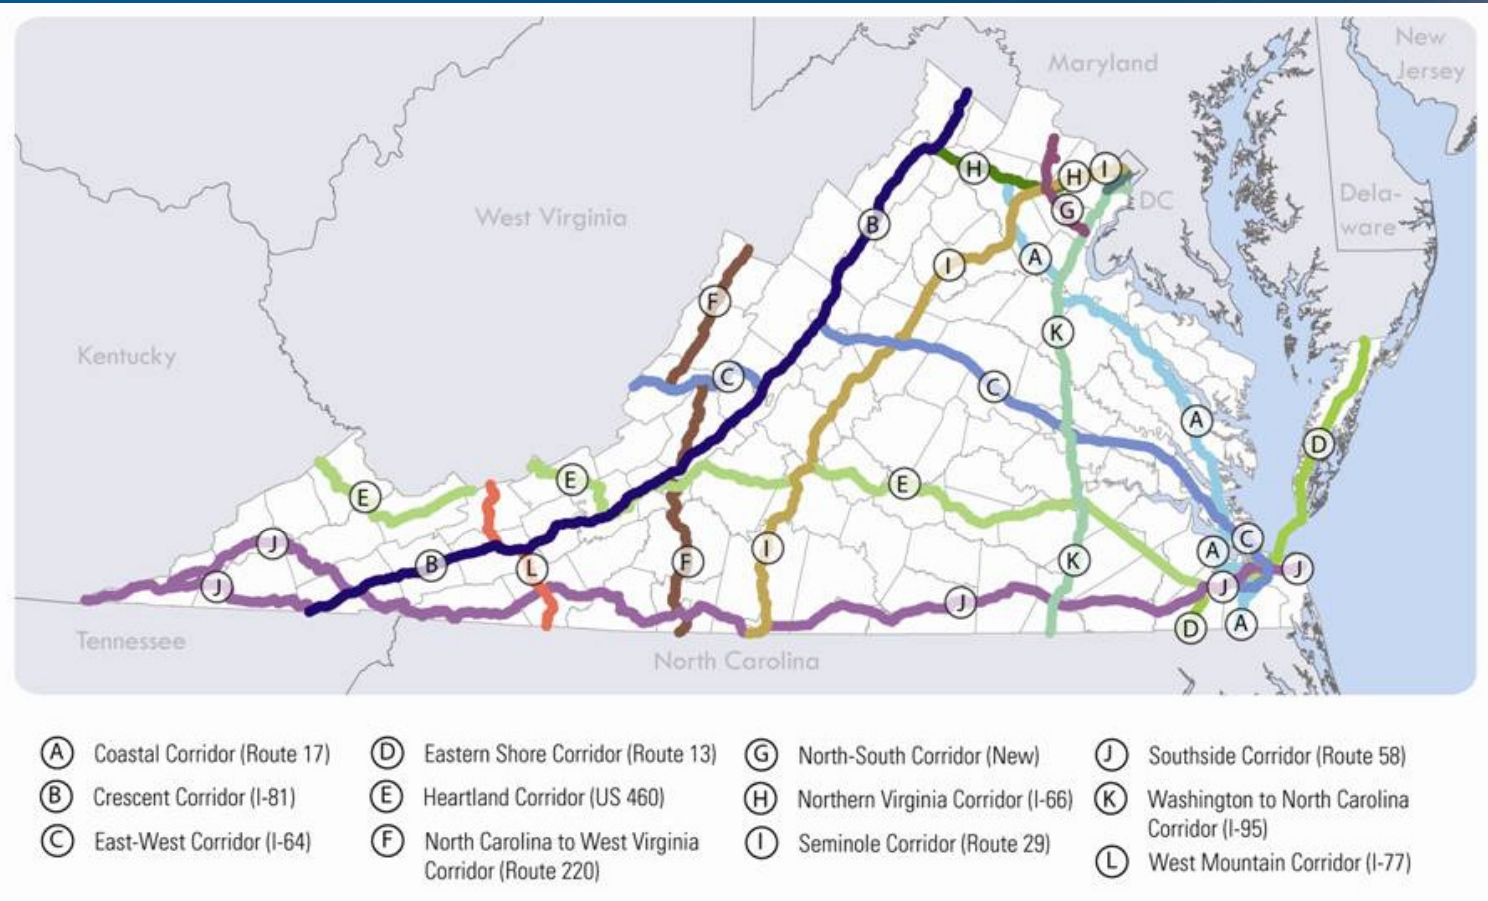 New
Jersey
Maryland
H
H
I
DC
Dela-
ware
West Virginia
G
B
A
I
F
K
Kentucky
C
C
A
D
E
E
E
J
C
A
I
K
B
F
L
J
J
J
J
D
A
Tennessee
North Carolina
A Coastal Corridor (Route 17)
B Crescent Corridor (I-81)
C East-West Corridor (I-64)
D Eastern Shore Corridor (Route 13)
E Heartland Corridor (US 460)
F North Carolina to West Virginia
Corridor (Route 220)
G North-South Corridor (New)
H Northern Virginia Corridor (I-66)
I Seminole Corridor (Route 29)
J Southside Corridor (Route 58)
K Washington to North Carolina
Corridor (I-95)
L West Mountain Corridor (I-77)